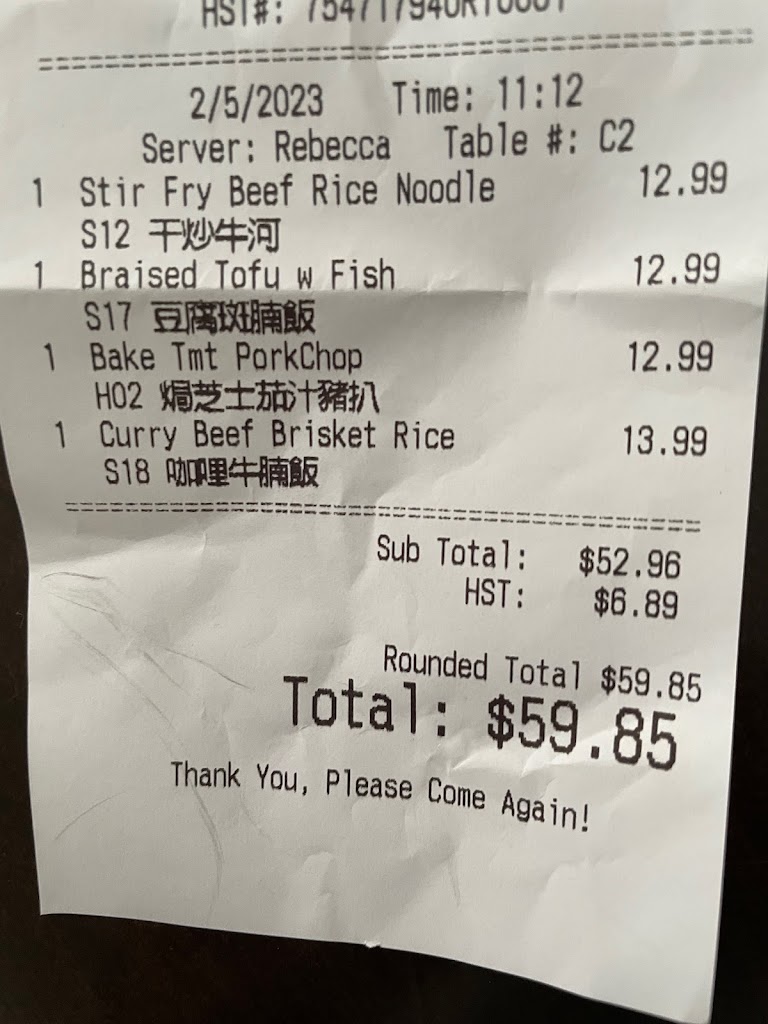 HST#: 754717940RT0001
2/5/2023 Time: 11:12
Server: Rebecca Table #: C2
1 Stir Fry Beef Rice Noodle 12.99
S12 干炒牛河
1 Braised Tofu w Fish 12.99
S17 豆腐斑腩飯
1 Bake Tmt PorkChop 12.99
H02 焗芝士茄汁豬扒
1 Curry Beef Brisket Rice 13.99
S18 咖哩牛腩飯
Sub Total: $52.96
HST: $6.89
Rounded Total $59.85
Total: $59.85
Thank You, Please Come Again!